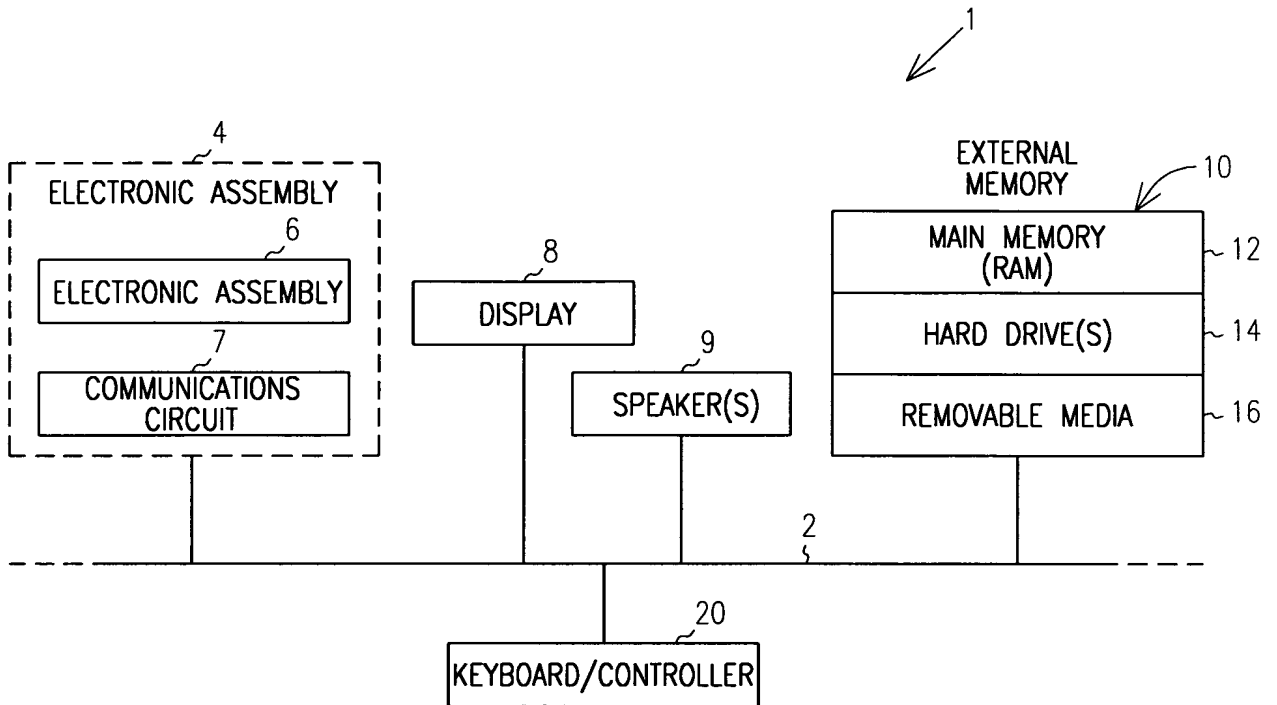 1
4
ELECTRONIC ASSEMBLY
6
ELECTRONIC ASSEMBLY
7
COMMUNICATIONS
CIRCUIT
8
DISPLAY
9
SPEAKER(S)
EXTERNAL
MEMORY
10
MAIN MEMORY
(RAM)
12
HARD DRIVE(S)
14
REMOVABLE MEDIA
16
2
20
KEYBOARD/CONTROLLER